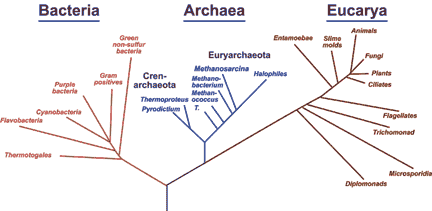 Bacteria
Archaea
Eucarya
Green
non-sulfur
bacteria
Gram
positives
Purple
bacteria
Cyanobacteria
Flavobacteria
Thermotogales
Euryarchaeota
Cren-
archaeota
Methanosarcina
Methano-
bacterium
Halophiles
Methan-
ococcus
Thermoproteus
T.
Pyrodictium
Entamoebae
Slime
molds
Animals
Fungi
Plants
Ciliates
Flagellates
Trichomonad
Microsporidia
Diplomonads